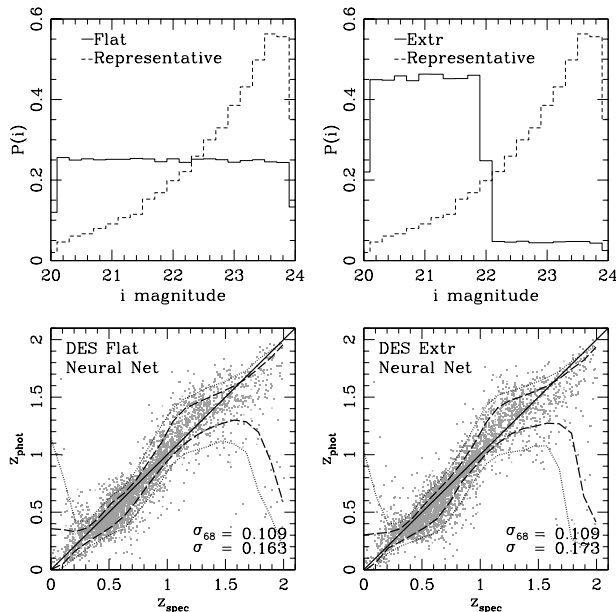 0.6
Flat
Representative
0.4
P(i)
0.2
0
20 21 22 23 24
i magnitude
0.6
Extr
Representative
0.4
P(i)
0.2
0
20 21 22 23 24
i magnitude
2
DES Flat
Neural Net
1.5
z_phot
1
0.5
σ68 = 0.109
σ = 0.163
0
0 0.5 1 1.5 2
z_spec
2
DES Extr
Neural Net
1.5
z_phot
1
0.5
σ68 = 0.109
σ = 0.173
0
0 0.5 1 1.5 2
z_spec